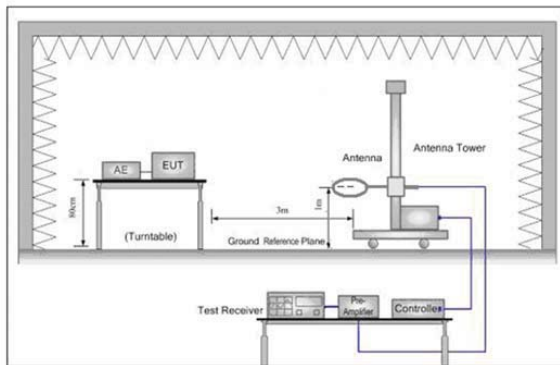 AE
EUT
80cm
(Turntable)
3m
1m
Antenna
Antenna Tower
Ground Reference Plane
Test Receiver
Pre-
Amplifier
Controller